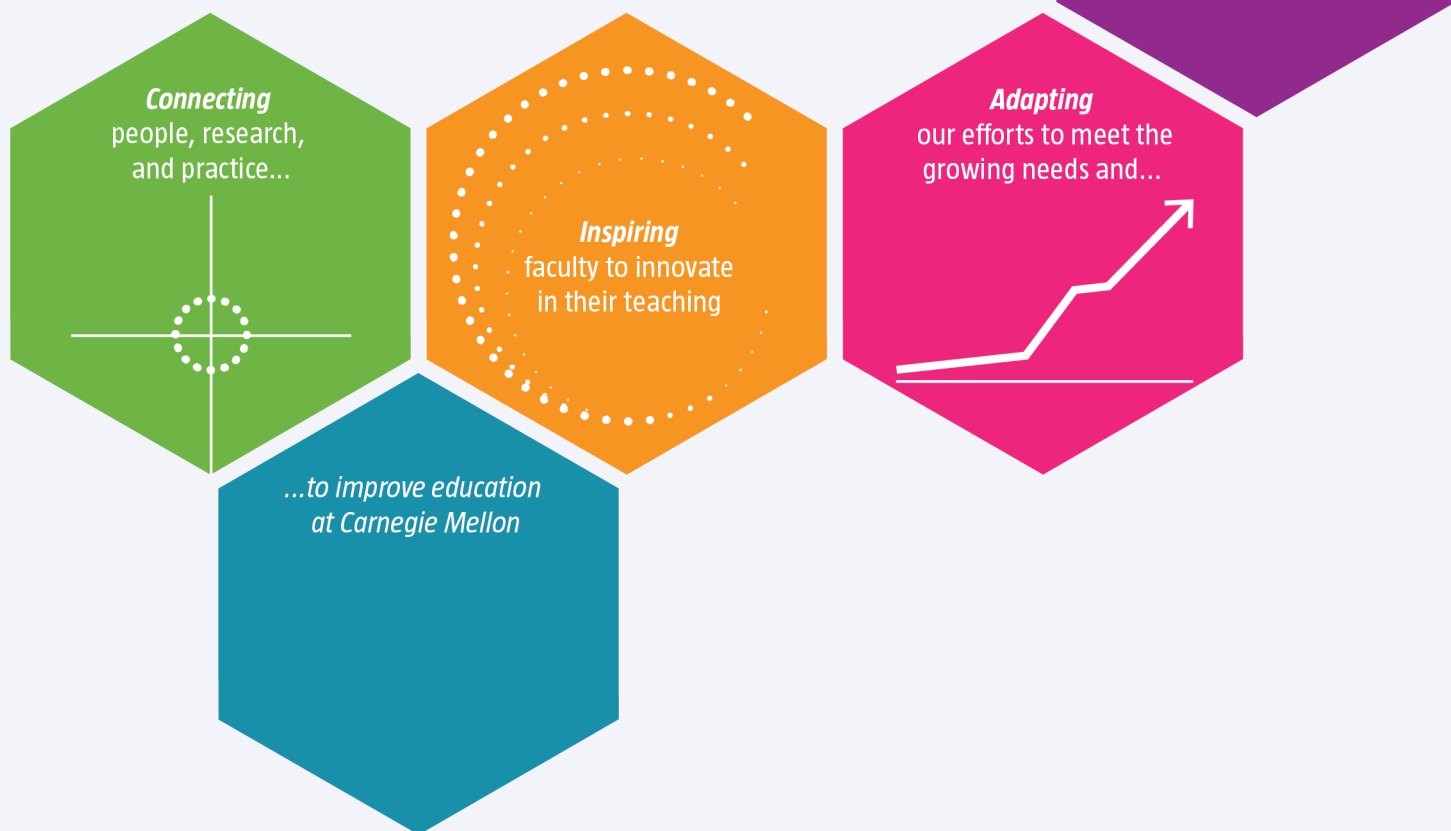 Connecting
people, research,
and practice...
Inspiring
faculty to innovate
in their teaching
Adapting
our efforts to meet the
growing needs and...
...to improve education
at Carnegie Mellon